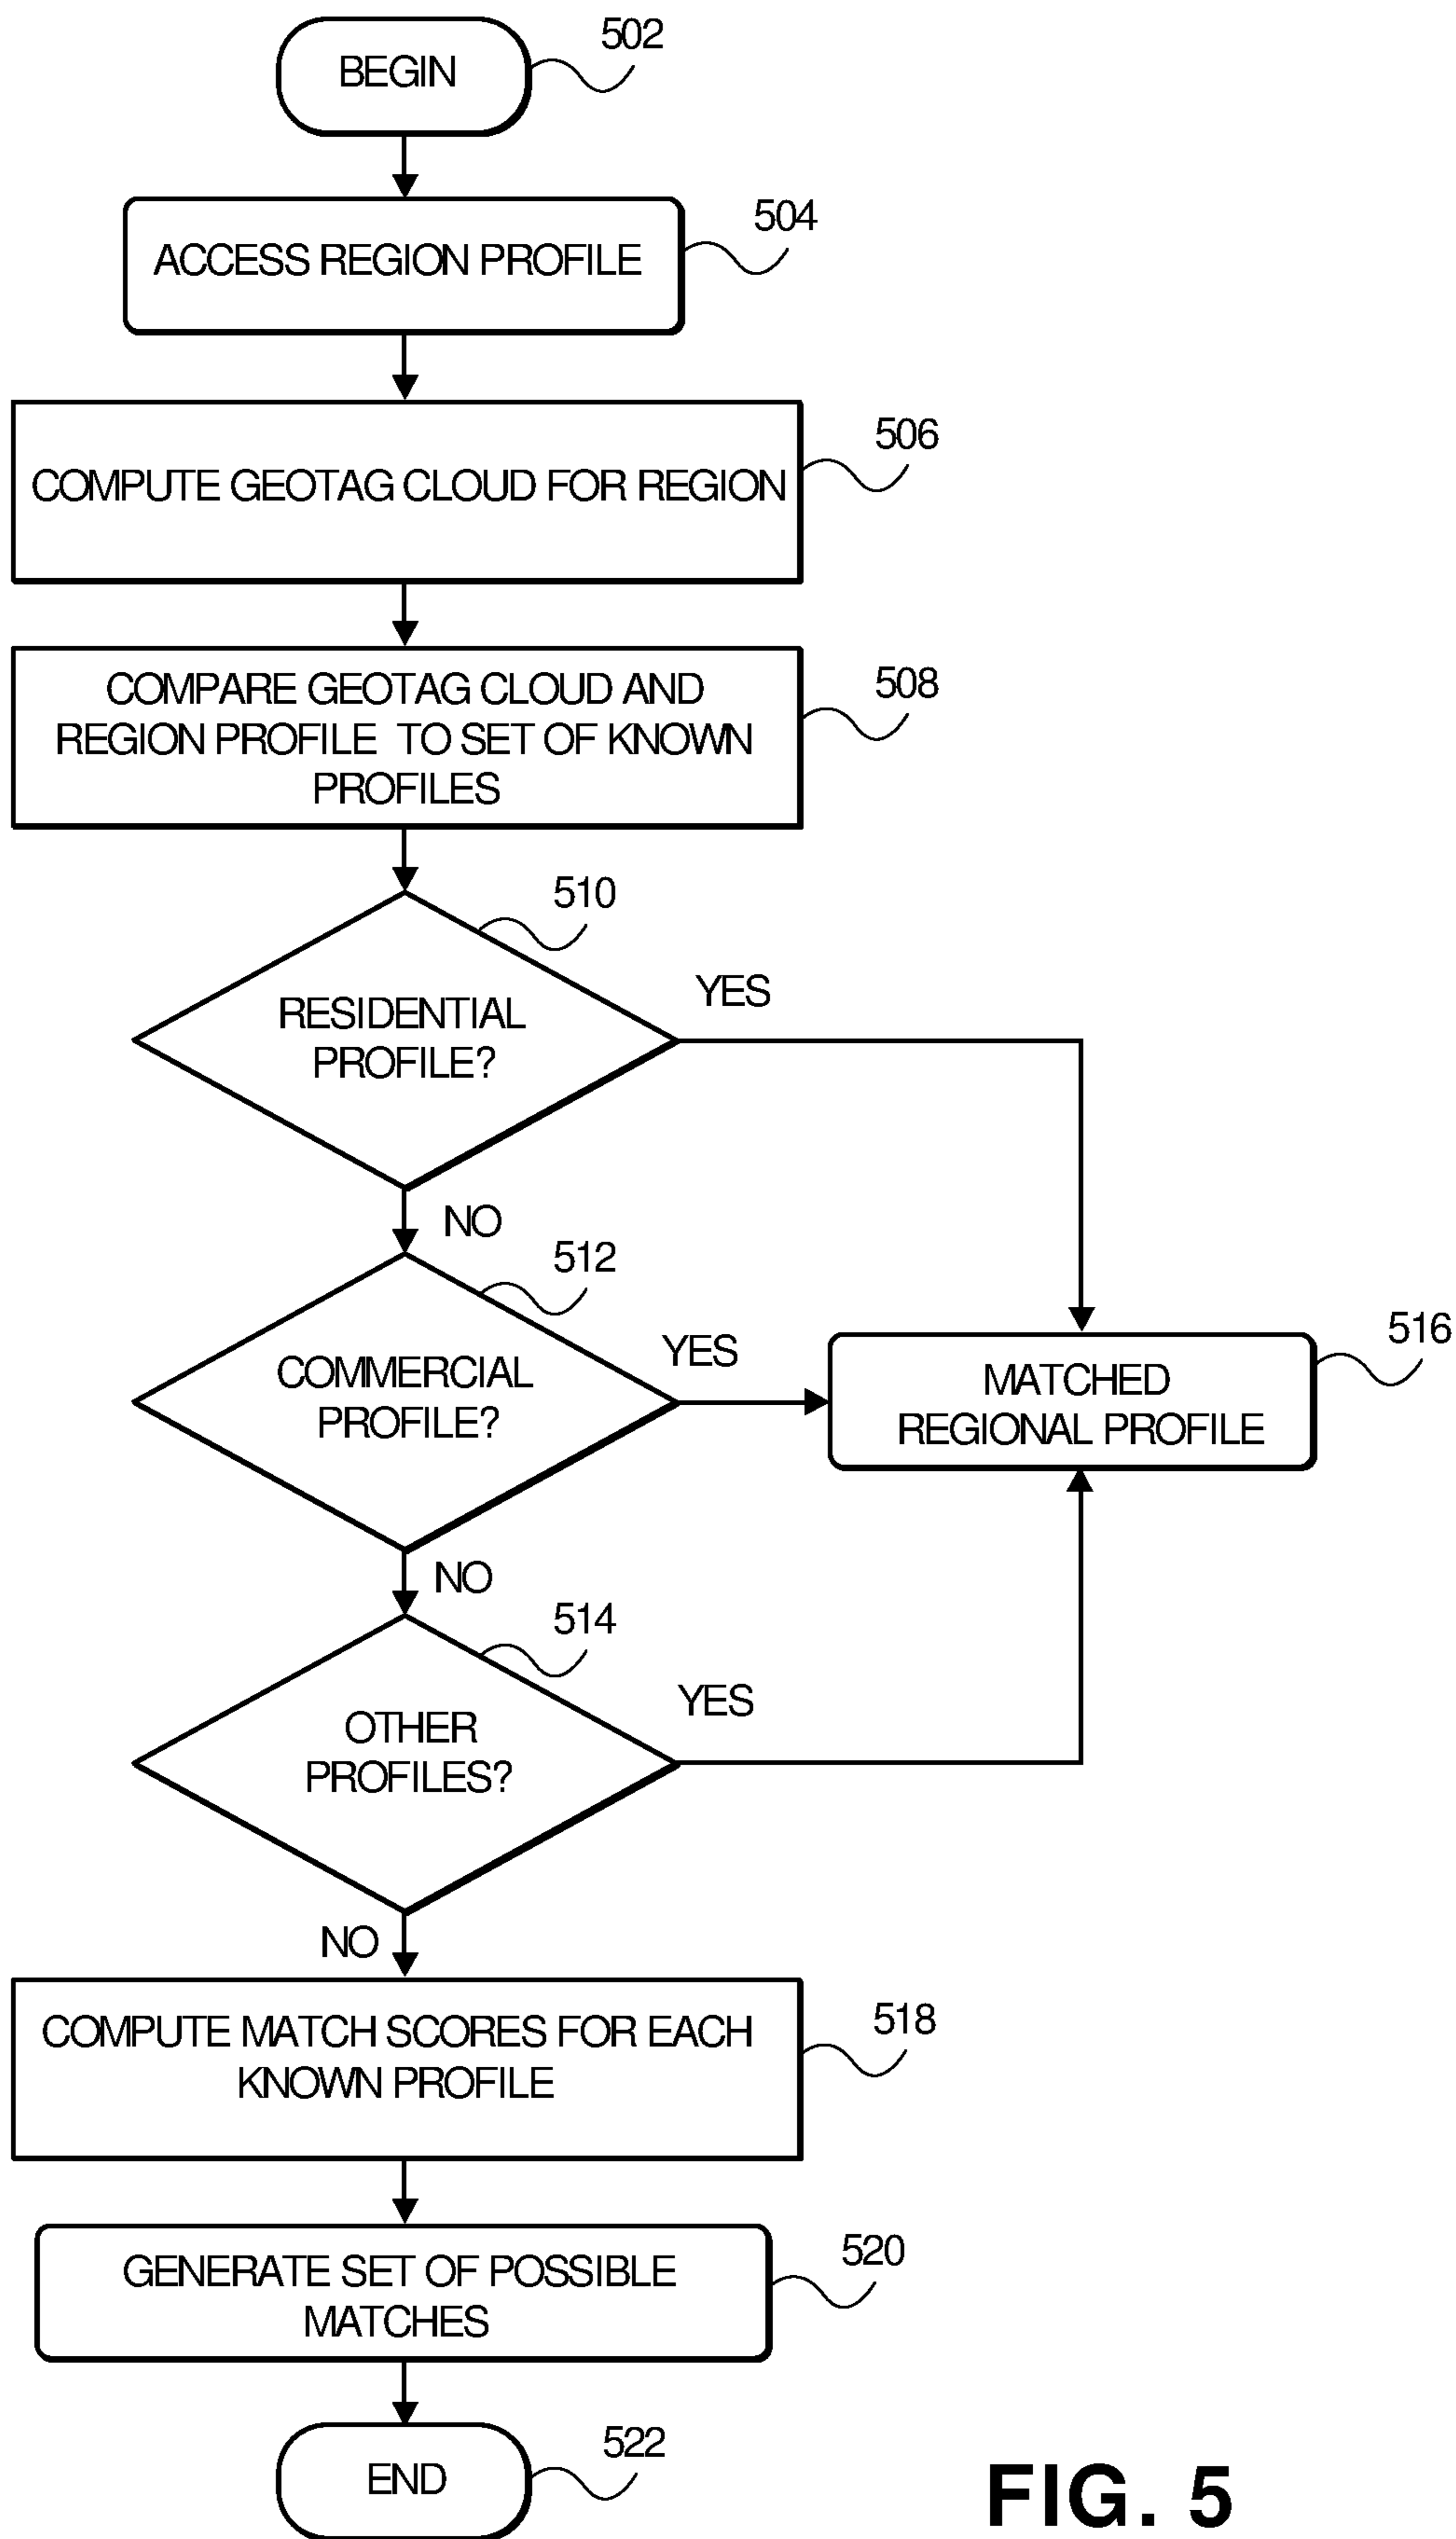 BEGIN
502
ACCESS REGION PROFILE
504
COMPUTE GEOTAG CLOUD FOR REGION
506
COMPARE GEOTAG CLOUD AND
REGION PROFILE TO SET OF KNOWN
PROFILES
508
510
RESIDENTIAL
PROFILE?
YES
NO
512
COMMERCIAL
PROFILE?
YES
MATCHED
REGIONAL PROFILE
516
NO
514
OTHER
PROFILES?
YES
NO
COMPUTE MATCH SCORES FOR EACH
KNOWN PROFILE
518
GENERATE SET OF POSSIBLE
MATCHES
520
END
522
FIG. 5